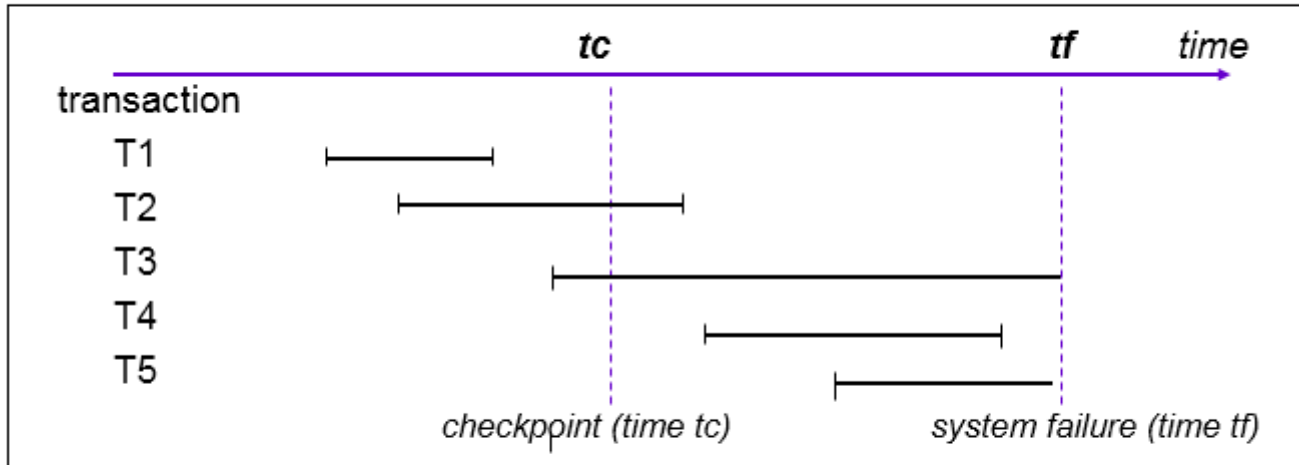 tc tf time
transaction
T1
T2
T3
T4
T5
checkpoint (time tc) system failure (time tf)